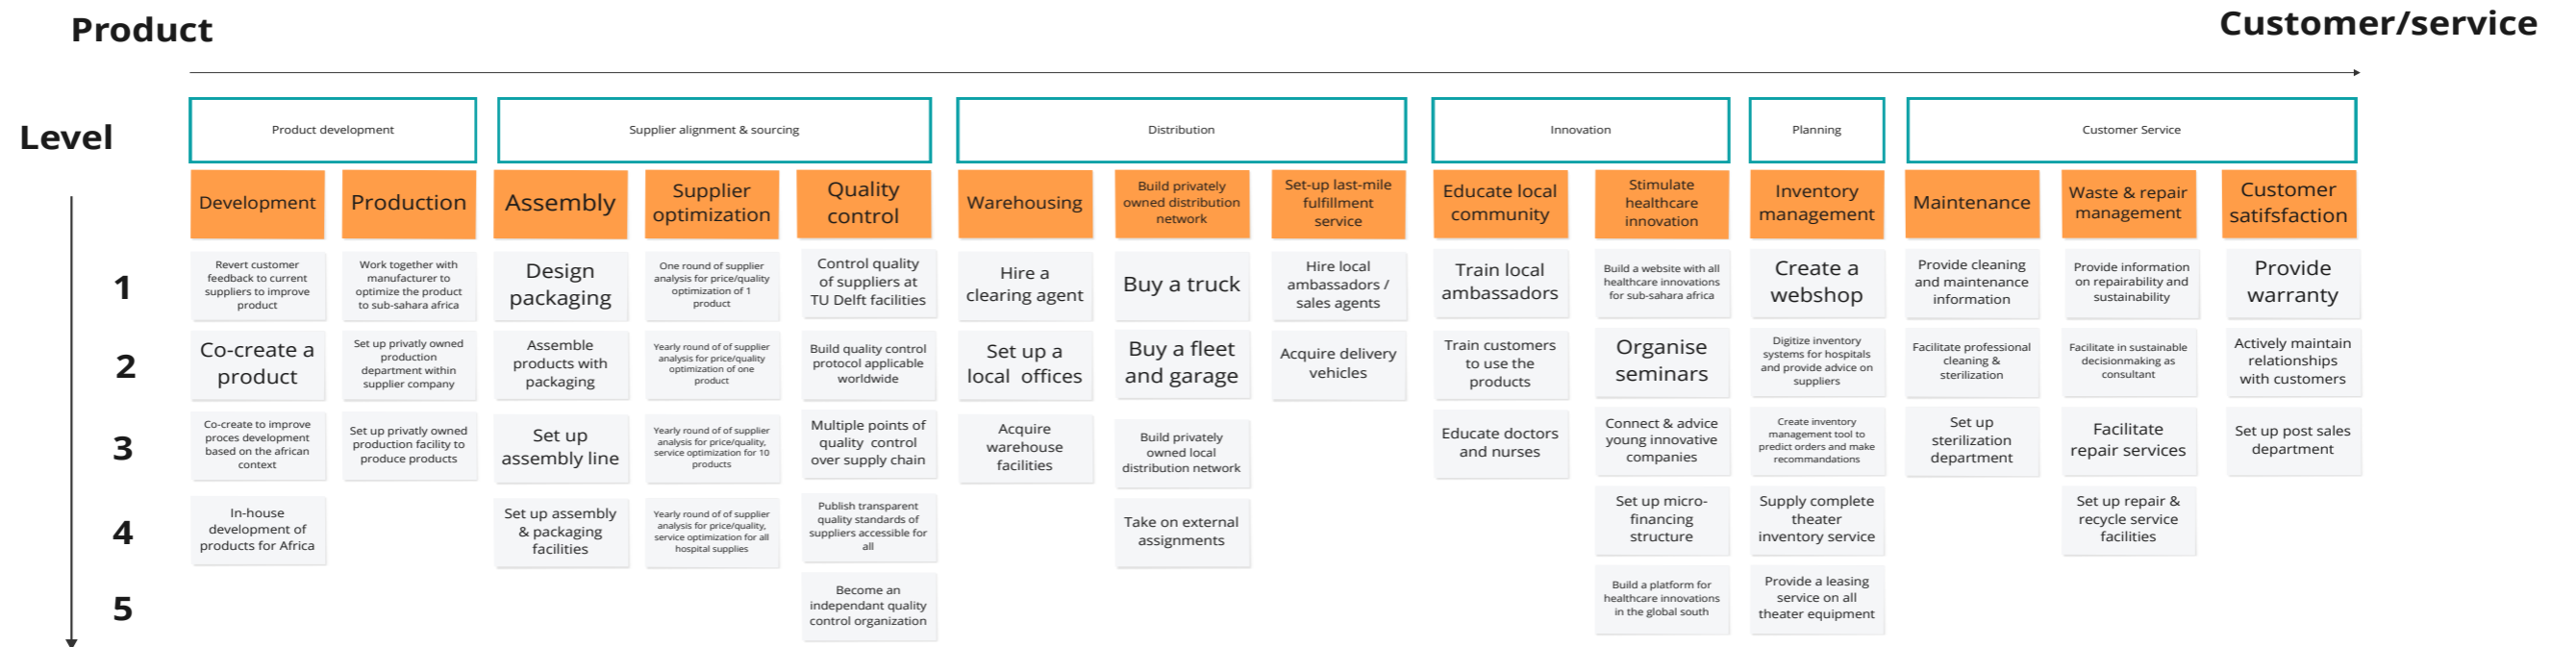 Product
Customer/service
Level
Product development
Supplier alignment & sourcing
Distribution
Innovation
Planning
Customer Service
Development
Production
Assembly
Supplier
optimization
Quality
control
Warehousing
Build privately
owned distribution
network
Set-up last-mile
fulfillment
service
Educate local
community
Stimulate
healthcare
innovation
Inventory
management
Maintenance
Waste & repair
management
Customer
satifsfaction
1
Revert customer
feedback to current
suppliers to improve
product
Work together with
manufacturer to
optimize the product
to sub-sahara africa
Design
packaging
One round of supplier
analysis for price/quality
optimization of 1
product
Control quality
of suppliers at
TU Delft facilities
Hire a
clearing agent
Buy a truck
Hire local
ambassadors /
sales agents
Train local
ambassadors
Build a website with all
healthcare innovations
for sub-sahara africa
Create a
webshop
Provide cleaning
and maintenance
information
Provide information
on repairability and
sustainability
Provide
warranty
2
Co-create a
product
Set up privatly owned
production
department within
supplier company
Assemble
products with
packaging
Yearly round of of supplier
analysis for price/quality
optimization of one
product
Build quality control
protocol applicable
worldwide
Set up a
local offices
Buy a fleet
and garage
Acquire delivery
vehicles
Train customers
to use the
products
Organise
seminars
Digitize inventory
systems for hospitals
and provide advice on
suppliers
Facilitate professional
cleaning &
sterilization
Facilitate in sustainable
decisionmaking as
consultant
Actively maintain
relationships
with customers
3
Co-create to improve
proces development
based on the african
context
Set up privatly owned
production facility to
produce products
Set up
assembly line
Yearly round of of supplier
analysis for price/quality,
service optimization for 10
products
Multiple points of
quality control
over supply chain
Acquire
warehouse
facilities
Build privately
owned local
distribution network
Educate doctors
and nurses
Connect & advice
young innovative
companies
Create inventory
management tool to
predict orders and make
recommandations
Set up
sterilization
department
Facilitate
repair services
Set up post sales
department
4
In-house
development of
products for Africa
Set up assembly
& packaging
facilities
Yearly round of of supplier
analysis for price/quality,
service optimization for all
hospital supplies
Publish transparent
quality standards of
suppliers accessible for
all
Take on external
assignments
Set up micro-
financing
structure
Supply complete
theater
inventory service
Set up repair &
recycle service
facilities
5
Become an
independant quality
control organization
Build a platform for
healthcare innovations
in the global south
Provide a leasing
service on all
theater equipment